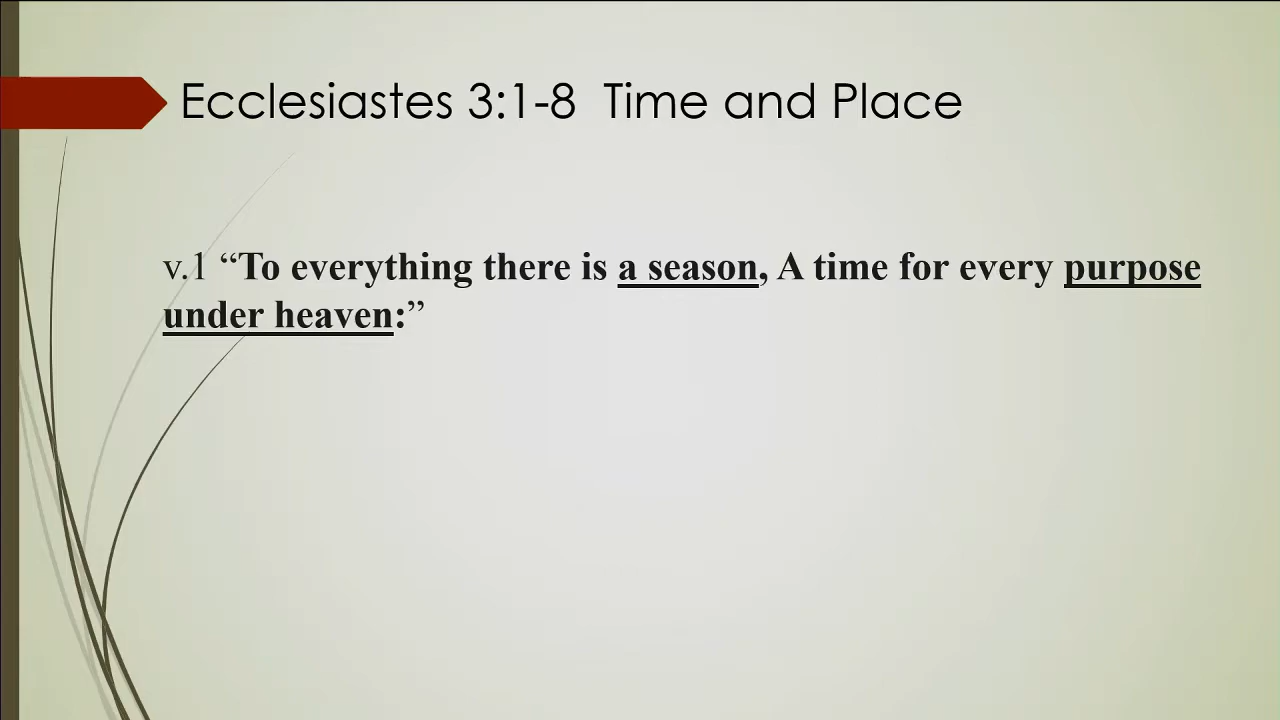 Ecclesiastes 3:1-8  Time and Place
v.1 “To everything there is a season, A time for every purpose
under heaven:”